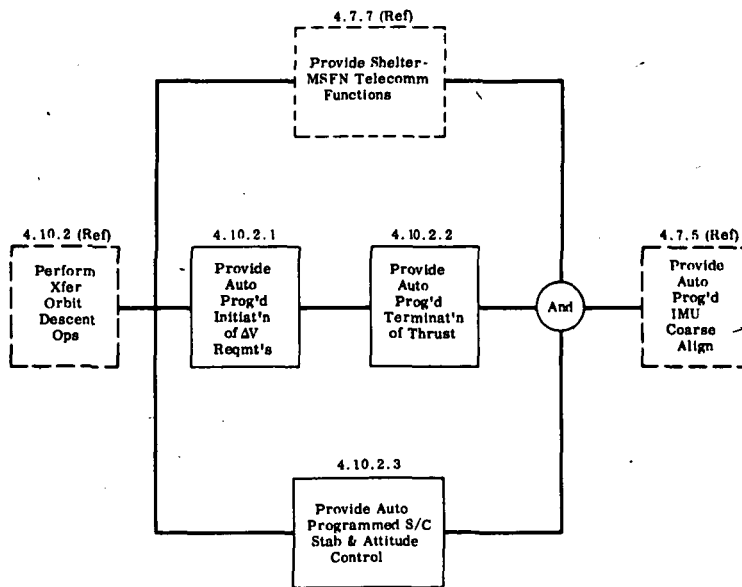 4.7.7 (Ref)
Provide Shelter-
MSFN Telecomm
Functions
4.10.2 (Ref)
Perform
Xfer
Orbit
Descent
Ops
4.10.2.1
Provide
Auto
Prog'd
Initiat'n
of ΔV
Reqmt's
4.10.2.2
Provide
Auto
Prog'd
Terminat'n
of Thrust
And
4.7.5 (Ref)
Provide
Auto
Prog'd
IMU
Coarse
Align
4.10.2.3
Provide Auto
Programmed S/C
Stab & Attitude
Control